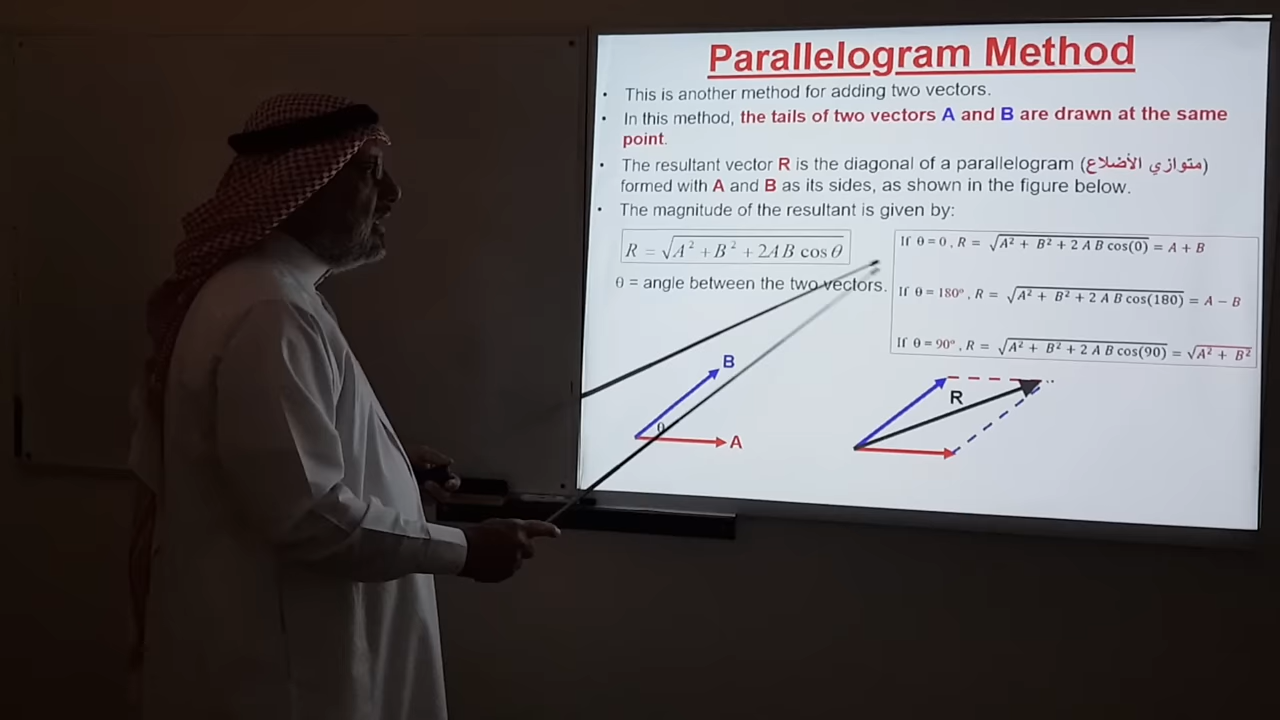 Parallelogram Method
• This is another method for adding two vectors.
• In this method, the tails of two vectors A and B are drawn at the same
point.
• The resultant vector R is the diagonal of a parallelogram (متوازي الأضلاع)
formed with A and B as its sides, as shown in the figure below.
• The magnitude of the resultant is given by:
R = √(A² + B² + 2AB cos θ)
θ = angle between the two vectors.
If θ = 0 , R = √(A² + B² + 2 A B cos(0)) = A + B
If θ = 180° , R = √(A² + B² + 2 A B cos(180)) = A − B
If θ = 90° , R = √(A² + B² + 2 A B cos(90)) = √(A² + B²)
B
θ
A
R